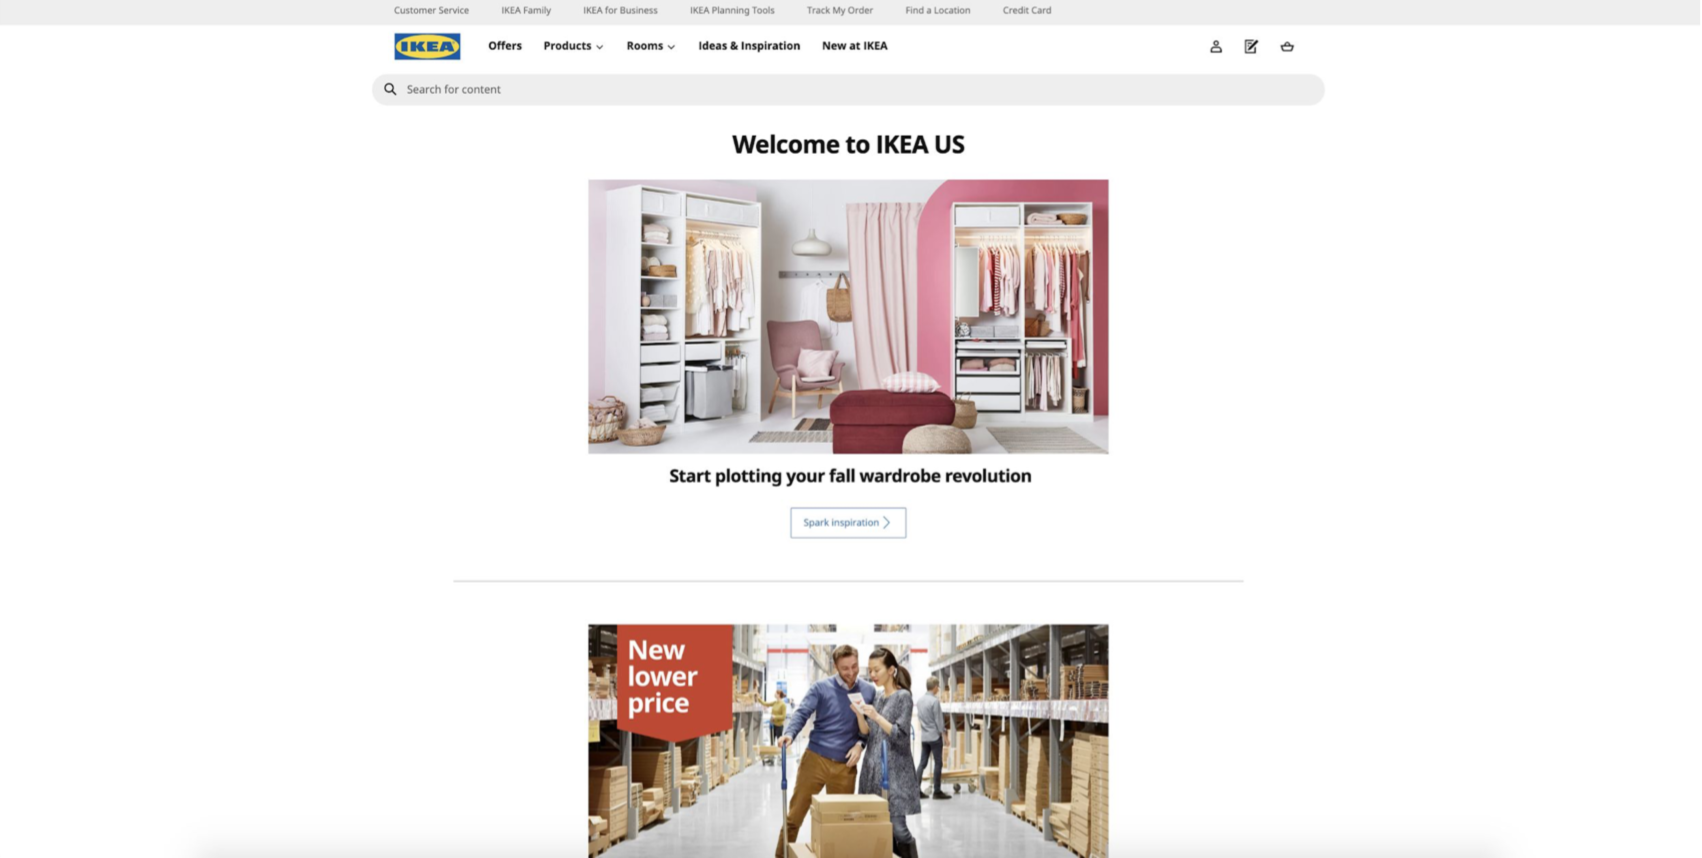 Customer Service IKEA Family IKEA for Business IKEA Planning Tools Track My Order Find a Location Credit Card
IKEA Offers Products Rooms Ideas & Inspiration New at IKEA
Search for content
Welcome to IKEA US
Start plotting your fall wardrobe revolution
Spark inspiration
New
lower
price